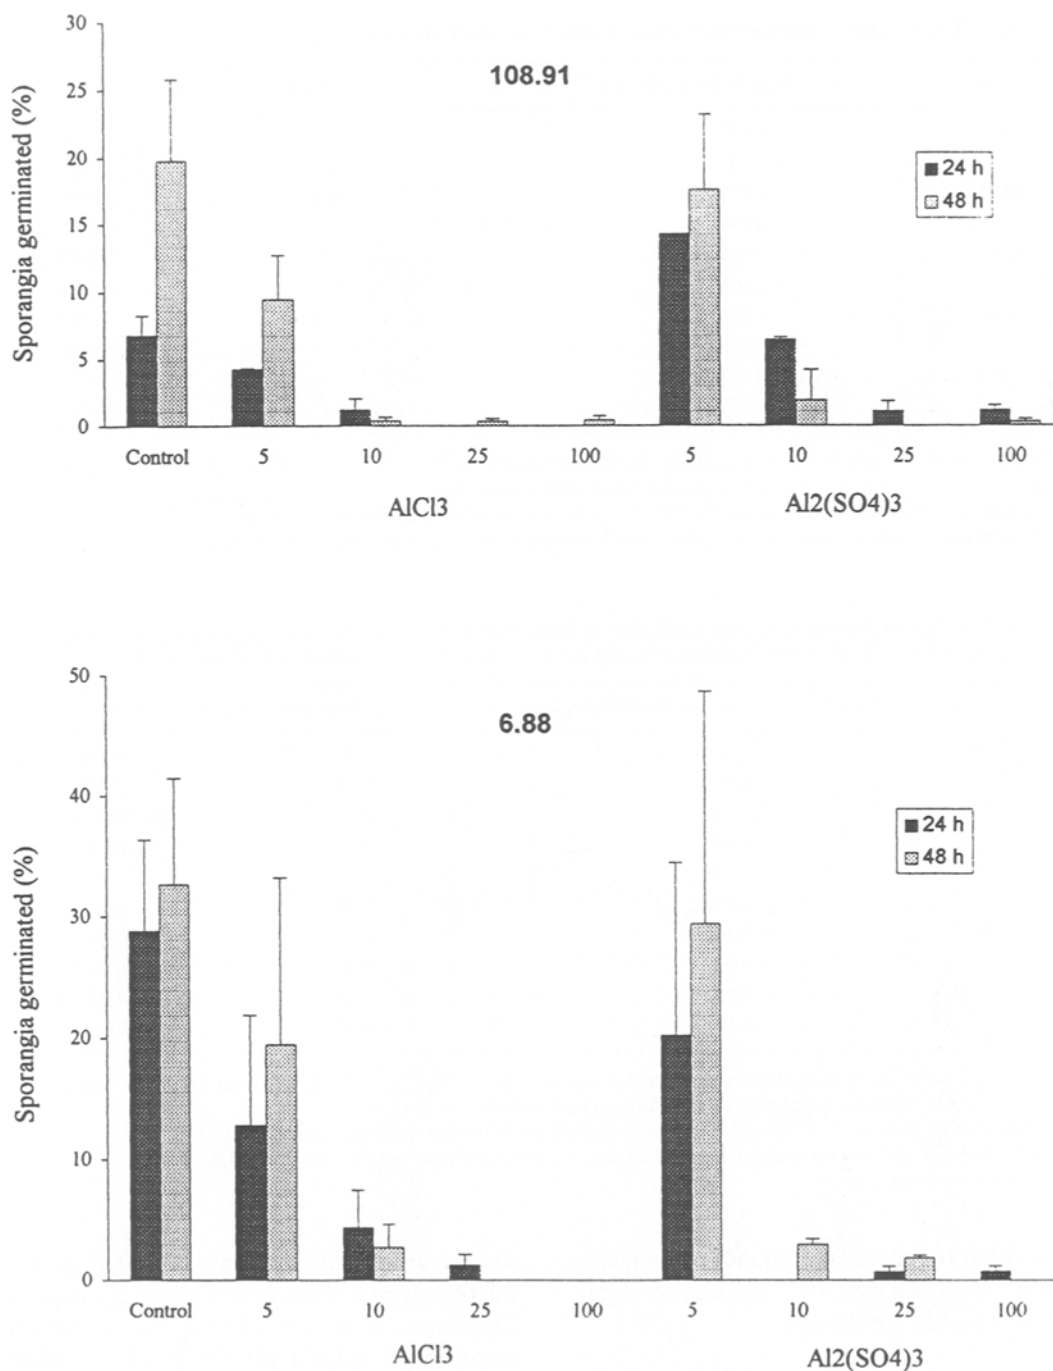 30
108.91
25
20
15
10
5
0
Sporangia germinated (%)
24 h
48 h
Control 5 10 25 100 5 10 25 100
AlCl3 Al2(SO4)3
50
6.88
40
30
20
10
0
Sporangia germinated (%)
24 h
48 h
Control 5 10 25 100 5 10 25 100
AlCl3 Al2(SO4)3